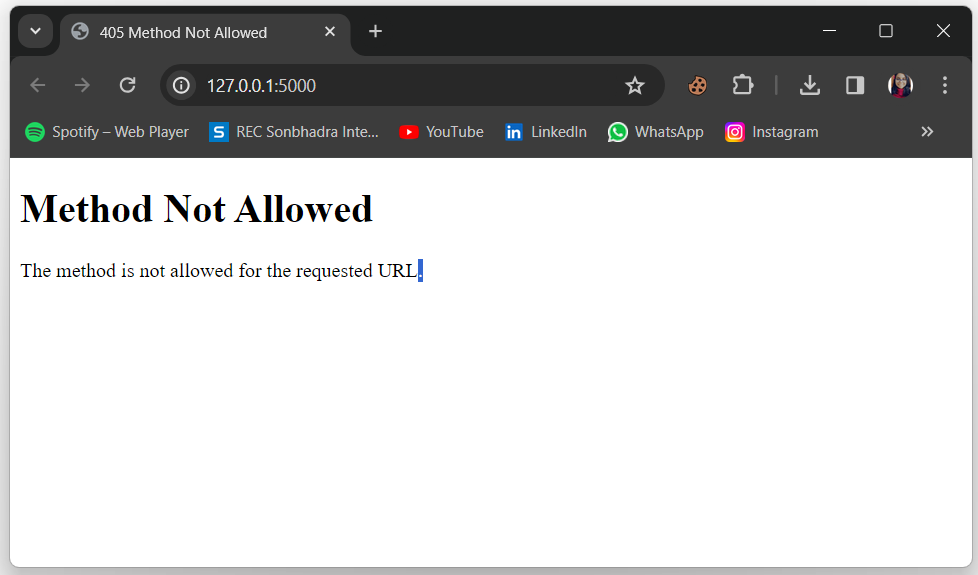 405 Method Not Allowed
127.0.0.1:5000
Spotify – Web Player
REC Sonbhadra Inte...
YouTube
LinkedIn
WhatsApp
Instagram
Method Not Allowed
The method is not allowed for the requested URL.